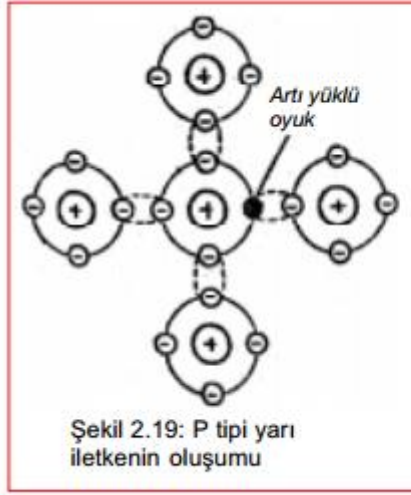 Artı yüklü
oyuk
Şekil 2.19: P tipi yarı
iletkenin oluşumu